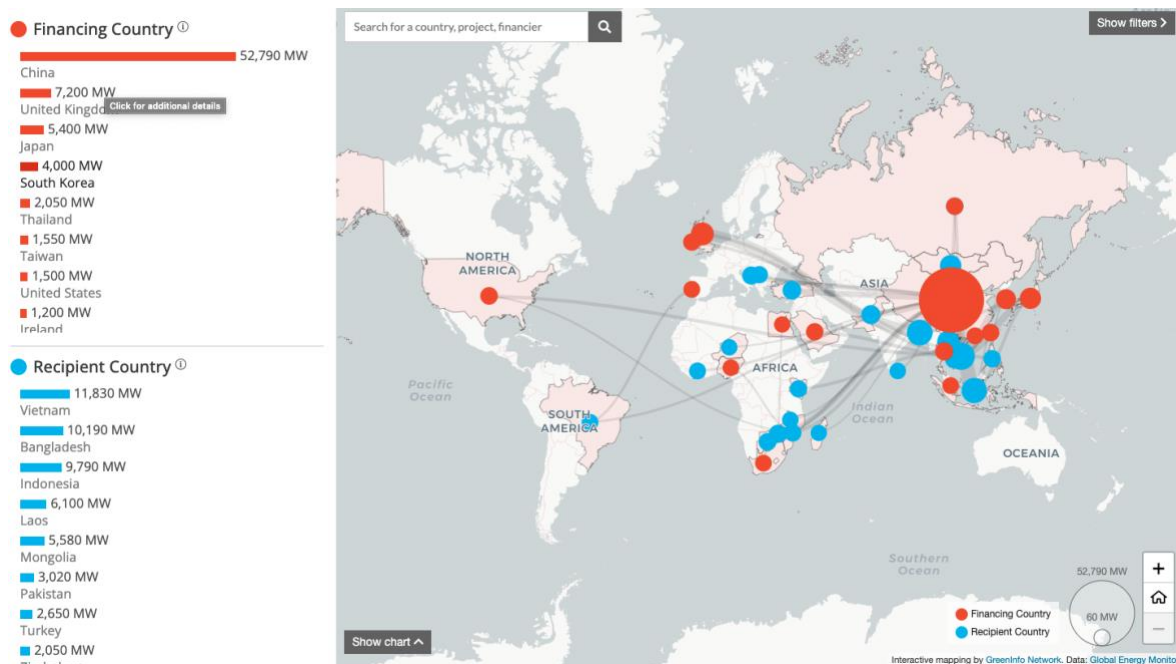 Financing Country ⓘ
52,790 MW
China
7,200 MW
United Kingdo
Click for additional details
5,400 MW
Japan
4,000 MW
South Korea
2,050 MW
Thailand
1,550 MW
Taiwan
1,500 MW
United States
1,200 MW
Ireland
Recipient Country ⓘ
11,830 MW
Vietnam
10,190 MW
Bangladesh
9,790 MW
Indonesia
6,100 MW
Laos
5,580 MW
Mongolia
3,020 MW
Pakistan
2,650 MW
Turkey
2,050 MW
Search for a country, project, financier
Show filters
NORTH
AMERICA
ASIA
AFRICA
Pacific
Ocean
SOUTH
AMERICA
Indian
Ocean
OCEANIA
Southern
Ocean
52,790 MW
60 MW
Financing Country
Recipient Country
+
−
Show chart
Interactive mapping by GreenInfo Network. Data: Global Energy Monito